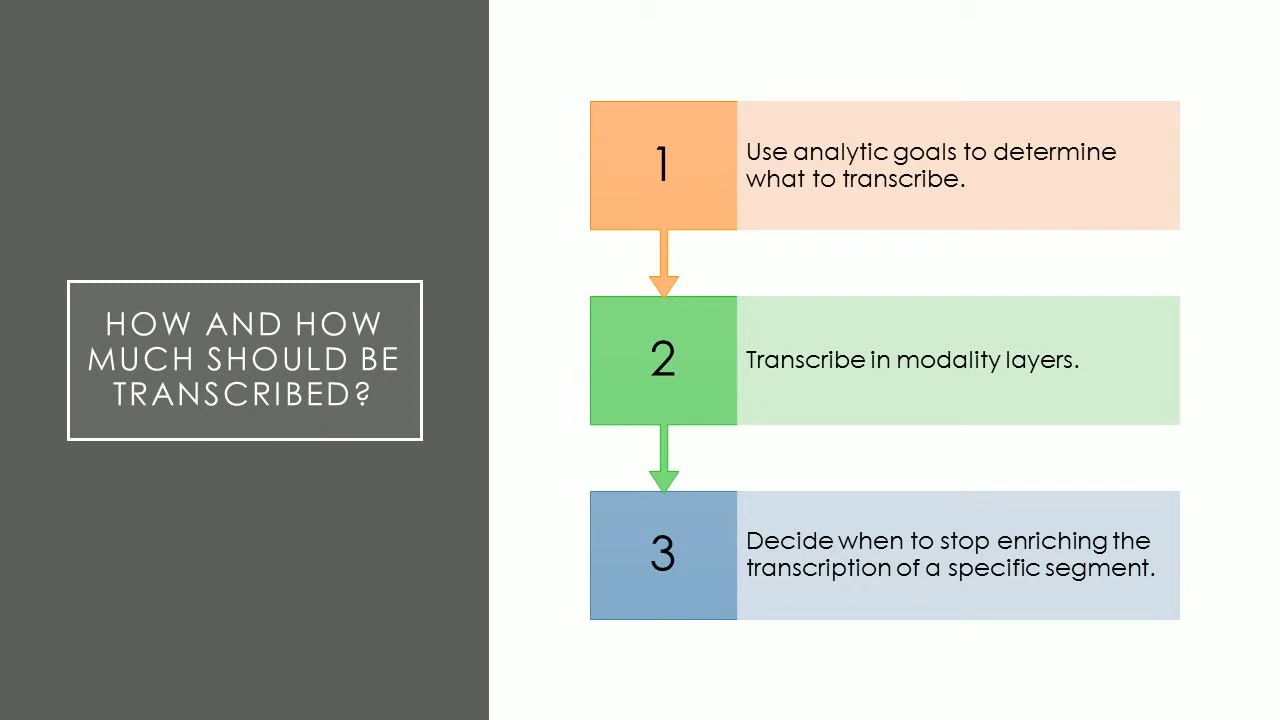 HOW AND HOW
MUCH SHOULD BE
TRANSCRIBED?
1
Use analytic goals to determine
what to transcribe.
2
Transcribe in modality layers.
3
Decide when to stop enriching the
transcription of a specific segment.